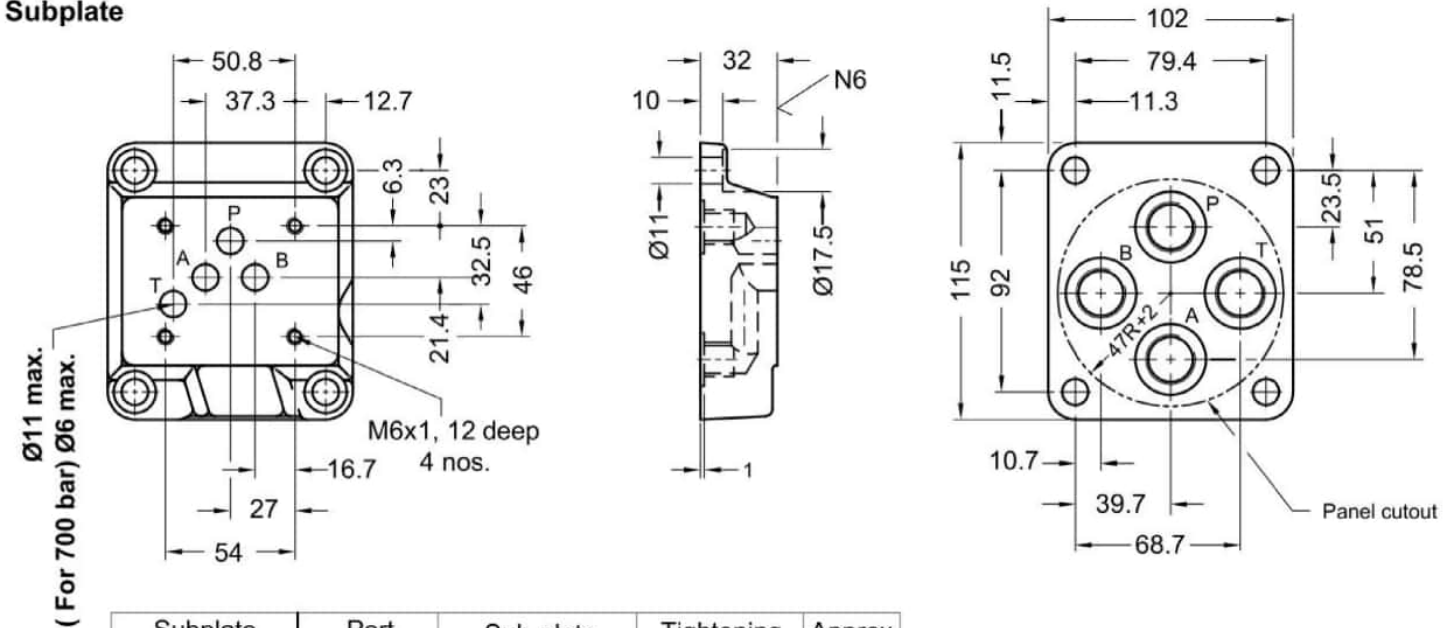 Subplate
50.8
37.3
12.7
6.3
23
32.5
46
21.4
P
A
B
T
Ø11 max.
( For 700 bar) Ø6 max.
M6x1, 12 deep
4 nos.
16.7
27
54
32
N6
10
Ø11
Ø17.5
1
102
79.4
11.3
11.5
115
92
P
B
T
A
47R+2
23.5
51
78.5
10.7
39.7
68.7
Panel cutout
Subplate Port Subplate Tightening Approx